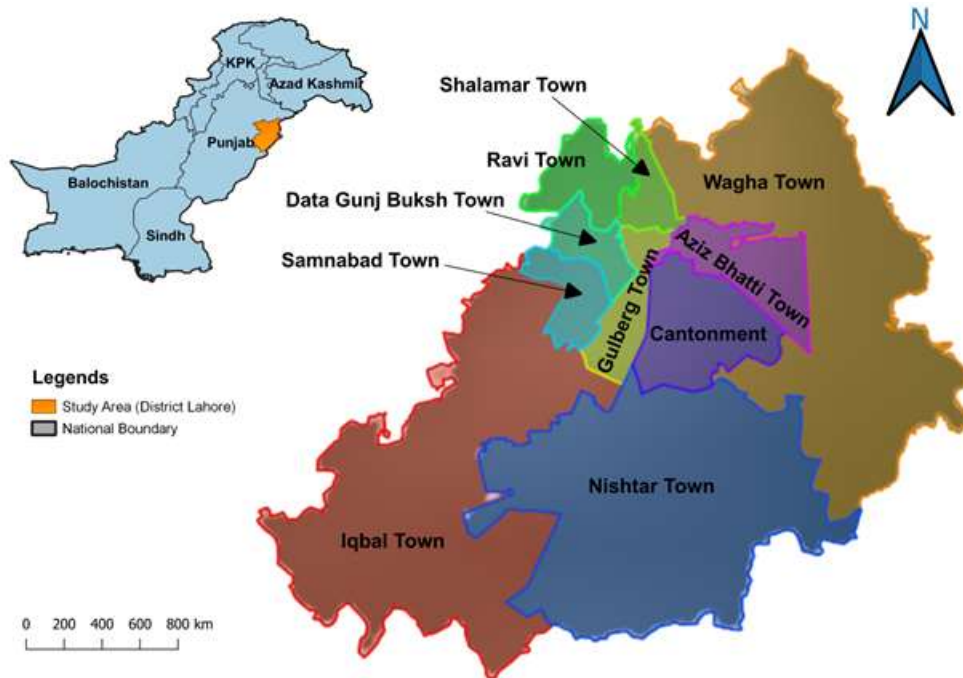 N
KPK
Azad Kashmir
Punjab
Balochistan
Sindh
Shalamar Town
Ravi Town
Wagha Town
Data Gunj Buksh Town
Samnabad Town
Aziz Bhatti Town
Gulberg Town
Cantonment
Legends
Study Area (District Lahore)
National Boundary
Nishtar Town
Iqbal Town
0 200 400 600 800 km